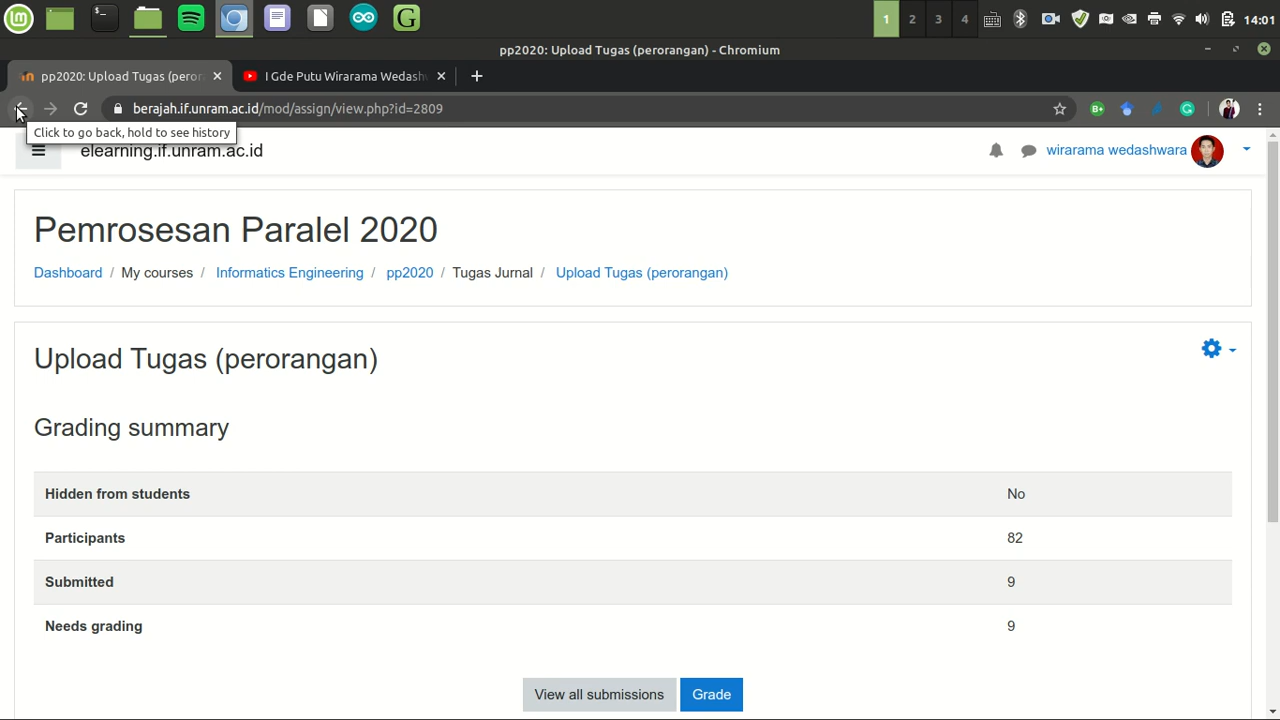 1 2 3 4 14:01
pp2020: Upload Tugas (perorangan) - Chromium
pp2020: Upload Tugas (peror I Gde Putu Wirarama Wedash
berajah.if.unram.ac.id/mod/assign/view.php?id=2809
Click to go back, hold to see history
elearning.if.unram.ac.id
wirarama wedashwara
Pemrosesan Paralel 2020
Dashboard / My courses / Informatics Engineering / pp2020 / Tugas Jurnal / Upload Tugas (perorangan)
Upload Tugas (perorangan)
Grading summary
Hidden from students No
Participants 82
Submitted 9
Needs grading 9
View all submissions Grade